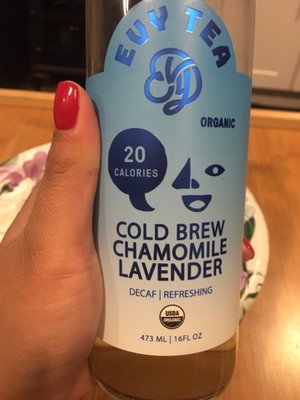 EVY TEA
ORGANIC
20
CALORIES
COLD BREW
CHAMOMILE
LAVENDER
DECAF | REFRESHING
USDA
ORGANIC
473 ML | 16FL OZ